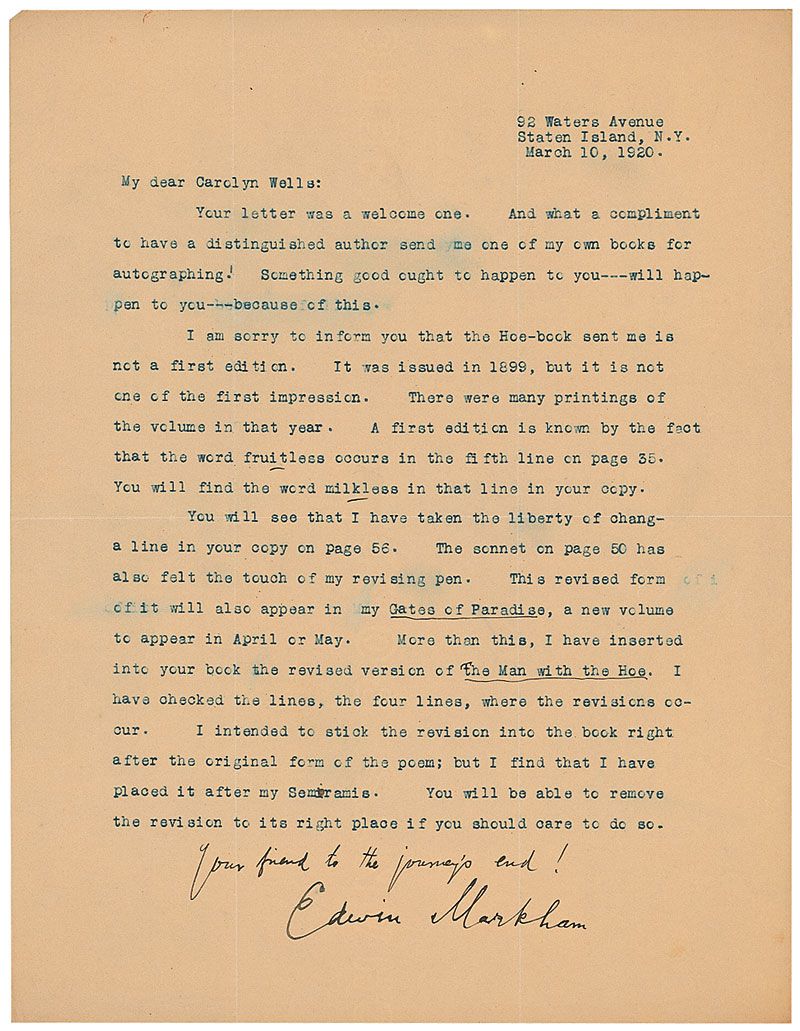 92 Waters Avenue
Staten Island, N.Y.
March 10, 1920.
My dear Carolyn Wells:
Your letter was a welcome one. And what a compliment
to have a distinguished author send me one of my own books for
autographing! Something good ought to happen to you---will hap-
pen to you---because of this.
I am sorry to inform you that the Hoe-book sent me is
not a first edition. It was issued in 1899, but it is not
one of the first impression. There were many printings of
the volume in that year. A first edition is known by the fact
that the word fruitless occurs in the fifth line on page 35.
You will find the word milkless in that line in your copy.
You will see that I have taken the liberty of chang-
a line in your copy on page 56. The sonnet on page 50 has
also felt the touch of my revising pen. This revised form
of it will also appear in my Gates of Paradise, a new volume
to appear in April or May. More than this, I have inserted
into your book the revised version of The Man with the Hoe. I
have checked the lines, the four lines, where the revisions oc-
cur. I intended to stick the revision into the book right
after the original form of the poem; but I find that I have
placed it after my Semiramis. You will be able to remove
the revision to its right place if you should care to do so.
Your friend to the journey's end!
Edwin Markham